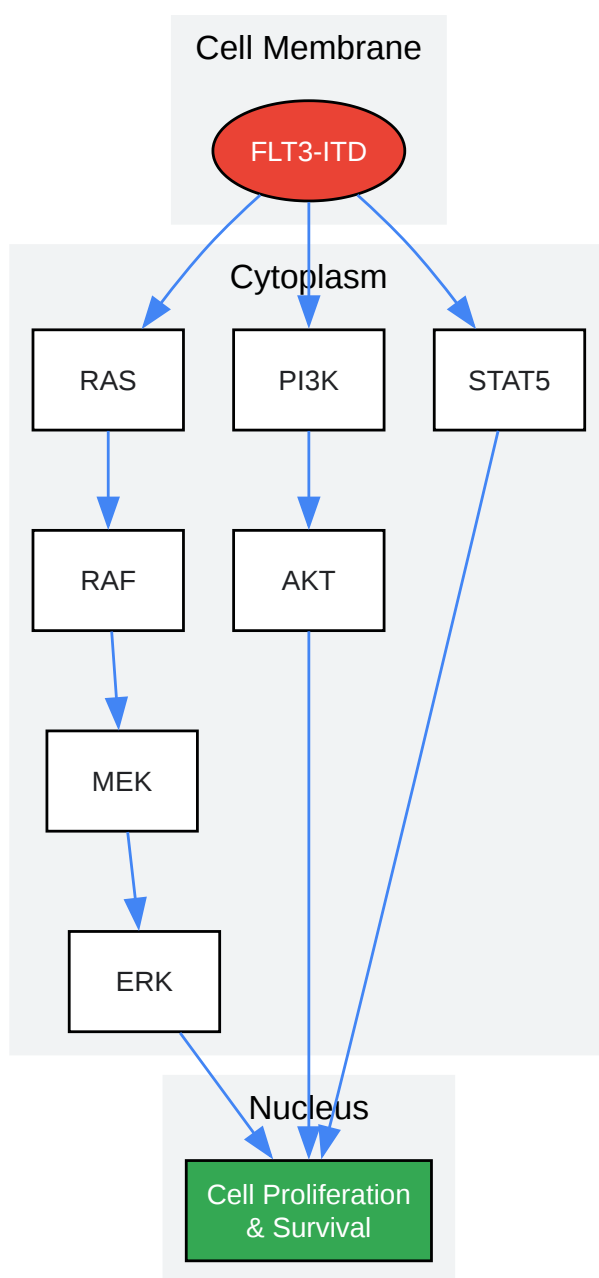 Cell Membrane
FLT3-ITD
Cytoplasm
RAS
PI3K
STAT5
RAF
AKT
MEK
ERK
Nucleus
Cell Proliferation
& Survival